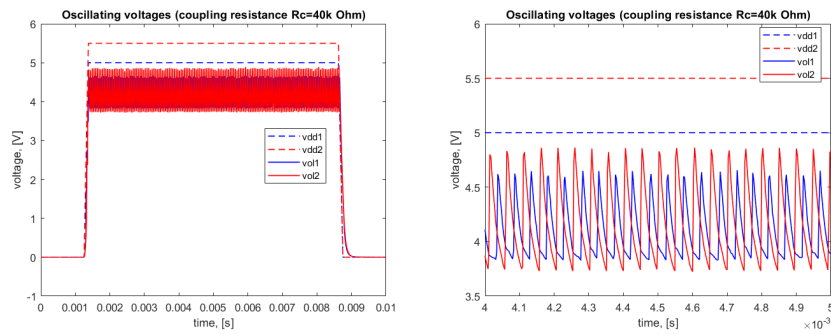 Oscillating voltages (coupling resistance Rc=40k Ohm)
6
5
4
3
2
1
0
-1
voltage, [V]
vdd1
vdd2
vol1
vol2
0 0.001 0.002 0.003 0.004 0.005 0.006 0.007 0.008 0.009 0.01
time, [s]
Oscillating voltages (coupling resistance Rc=40k Ohm)
6
5.5
5
4.5
4
3.5
voltage, [V]
vdd1
vdd2
vol1
vol2
4 4.1 4.2 4.3 4.4 4.5 4.6 4.7 4.8 4.9 5
time, [s]
×10⁻³